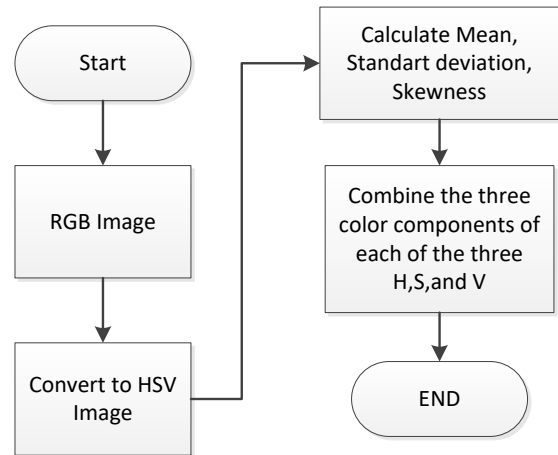 Start
RGB Image
Convert to HSV
Image
Calculate Mean,
Standart deviation,
Skewness
Combine the three
color components of
each of the three
H,S,and V
END